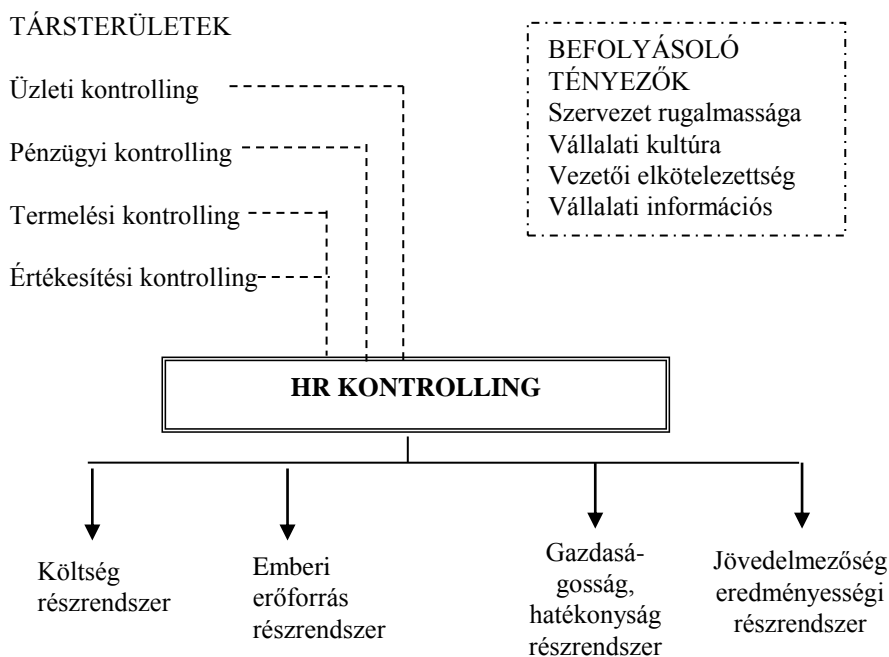 TÁRSTERÜLETEK
Üzleti kontrolling
Pénzügyi kontrolling
Termelési kontrolling
Értékesítési kontrolling
BEFOLYÁSOLÓ
TÉNYEZŐK
Szervezet rugalmassága
Vállalati kultúra
Vezetői elkötelezettség
Vállalati információs
HR KONTROLLING
Költség
részrendszer
Emberi
erőforrás
részrendszer
Gazdasá-
gosság,
hatékonyság
részrendszer
Jövedelmezőség
eredményességi
részrendszer